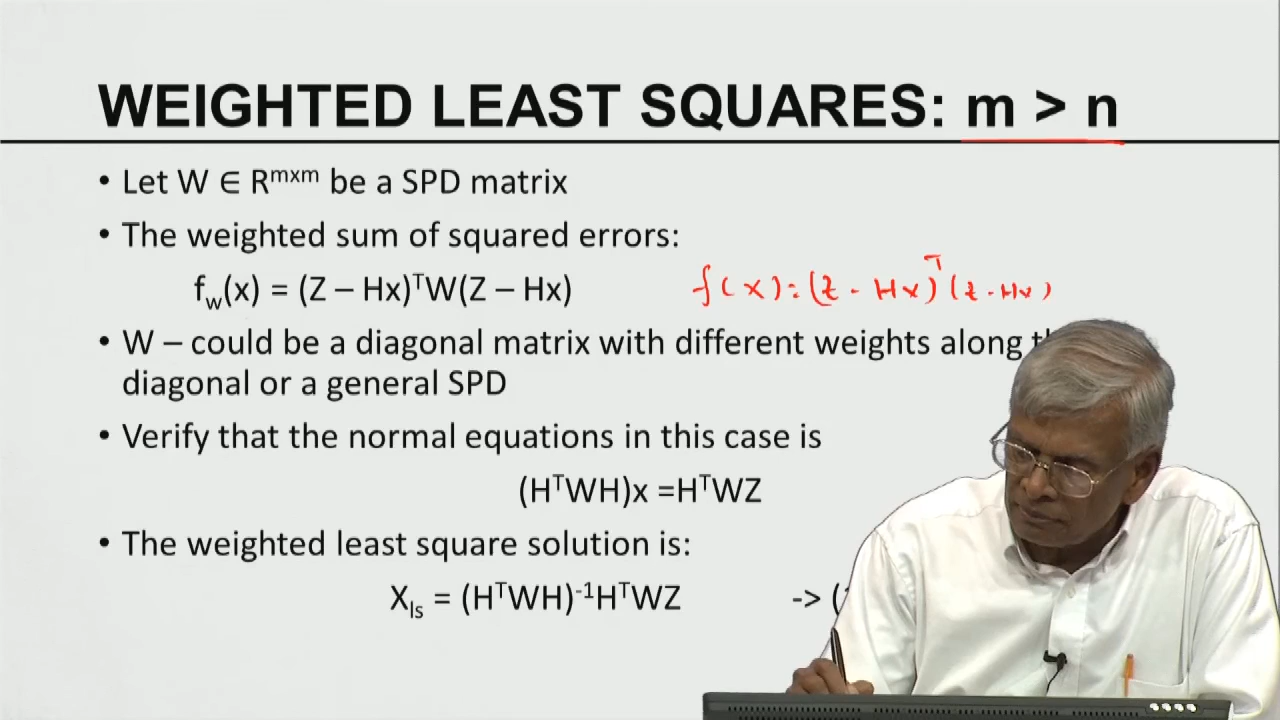 WEIGHTED LEAST SQUARES: m > n
• Let W ∈ Rᵐˣᵐ be a SPD matrix
• The weighted sum of squared errors:
f_w(x) = (Z – Hx)ᵀW(Z – Hx) f(x) = (Z - Hx)ᵀ(Z - Hx)
• W – could be a diagonal matrix with different weights along
diagonal or a general SPD
• Verify that the normal equations in this case is
(HᵀWH)x =HᵀWZ
• The weighted least square solution is:
X_ls = (HᵀWH)⁻¹HᵀWZ -> (